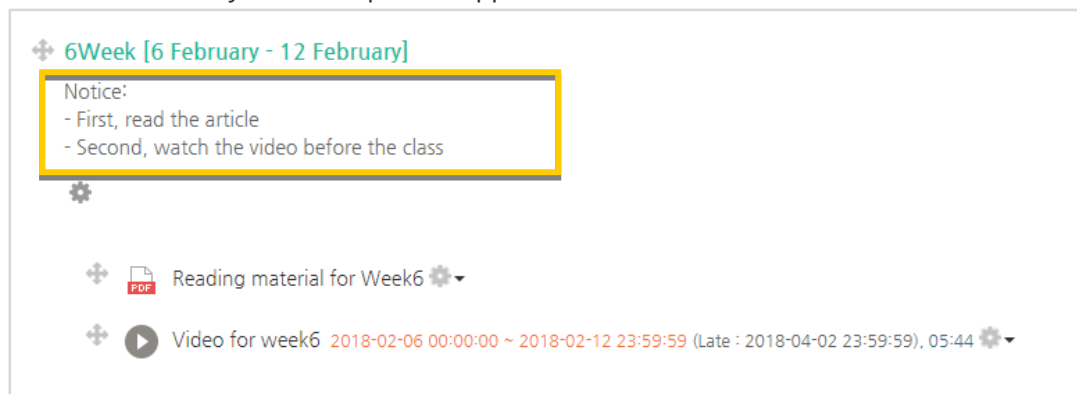 6Week [6 February - 12 February]
Notice:
- First, read the article
- Second, watch the video before the class
PDF
Reading material for Week6
Video for week6 2018-02-06 00:00:00 ~ 2018-02-12 23:59:59 (Late : 2018-04-02 23:59:59), 05:44